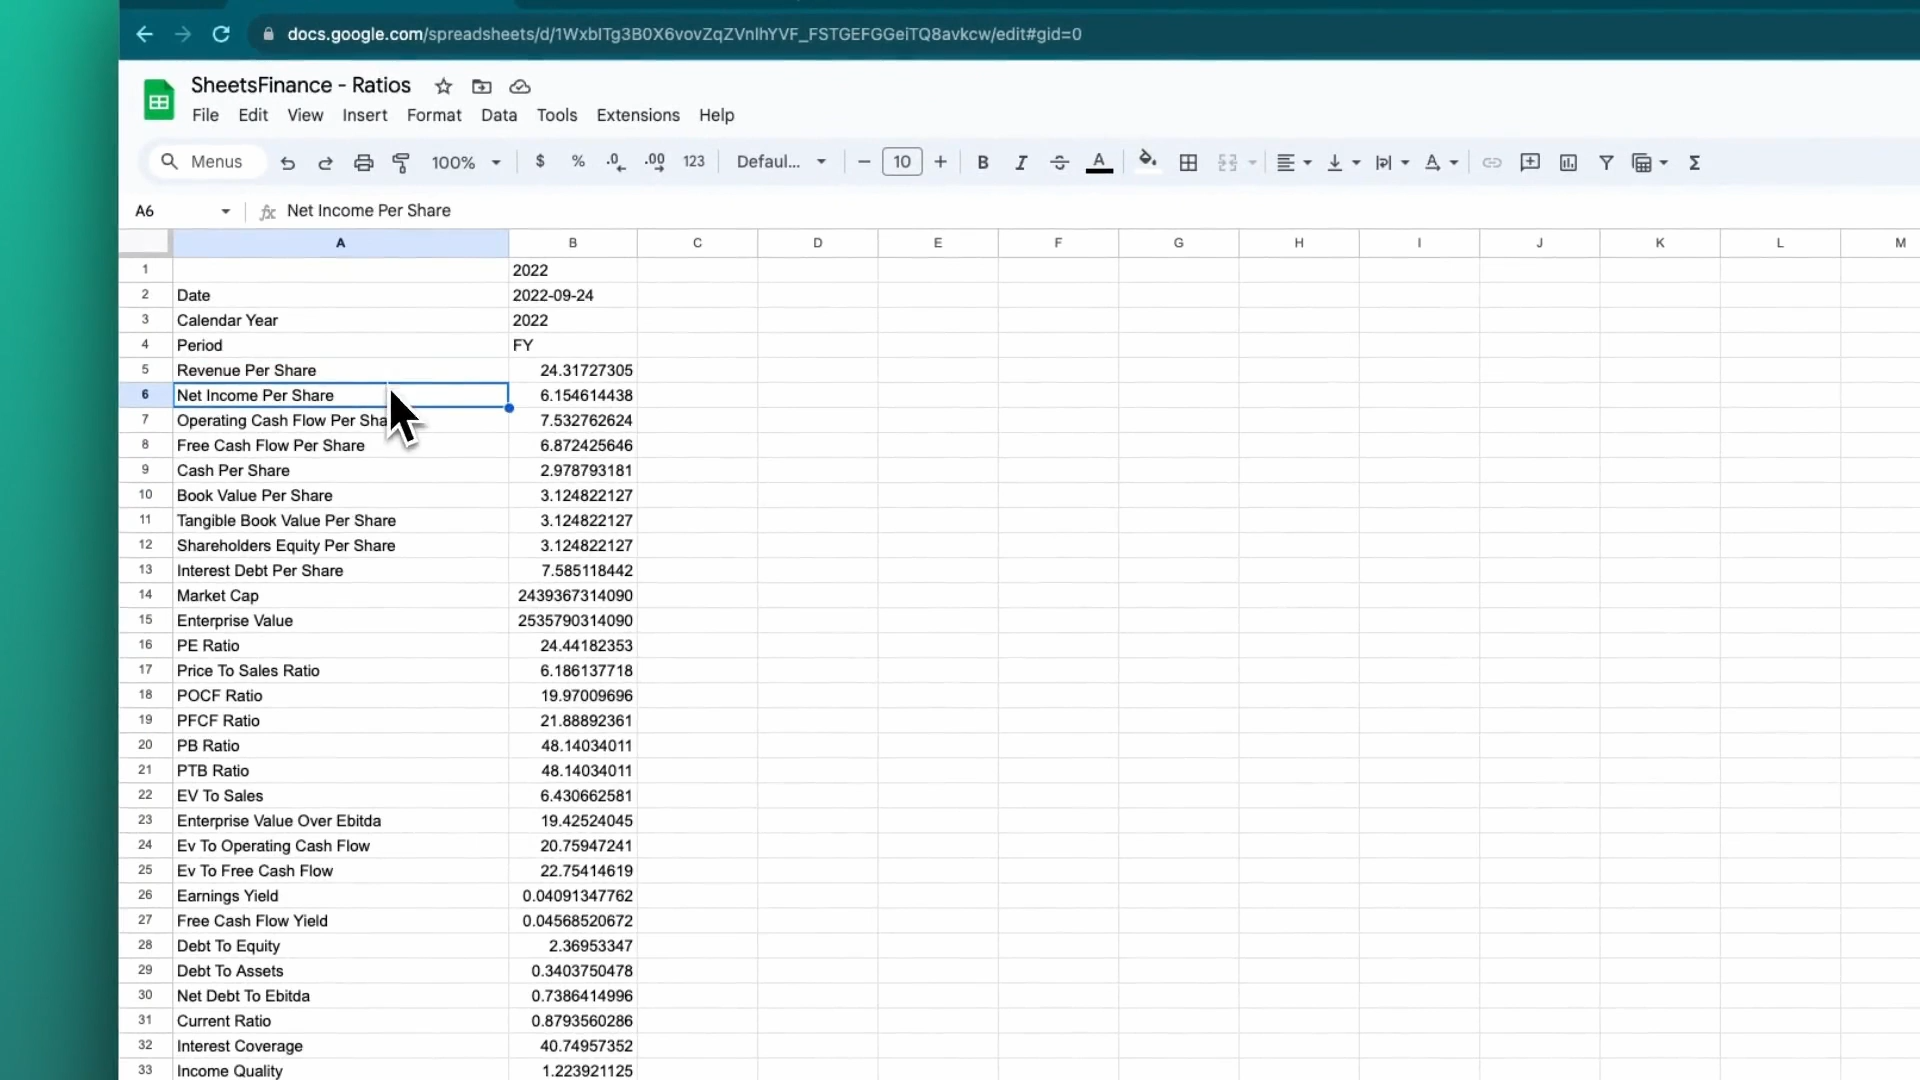 docs.google.com/spreadsheets/d/1WxbITg3B0X6vovZqZVnlhYVF_FSTGEFGGeiTQ8avkcw/edit#gid=0
SheetsFinance - Ratios
File Edit View Insert Format Data Tools Extensions Help
Menus 100% $ % .0 .00 123 Defaul... 10 B I S A Σ
A6 fx Net Income Per Share
A B C D E F G H I J K L M
1 2022
2 Date 2022-09-24
3 Calendar Year 2022
4 Period FY
5 Revenue Per Share 24.31727305
6 Net Income Per Share 6.154614438
7 Operating Cash Flow Per Sha 7.532762624
8 Free Cash Flow Per Share 6.872425646
9 Cash Per Share 2.978793181
10 Book Value Per Share 3.124822127
11 Tangible Book Value Per Share 3.124822127
12 Shareholders Equity Per Share 3.124822127
13 Interest Debt Per Share 7.585118442
14 Market Cap 2439367314090
15 Enterprise Value 2535790314090
16 PE Ratio 24.44182353
17 Price To Sales Ratio 6.186137718
18 POCF Ratio 19.97009696
19 PFCF Ratio 21.88892361
20 PB Ratio 48.14034011
21 PTB Ratio 48.14034011
22 EV To Sales 6.430662581
23 Enterprise Value Over Ebitda 19.42524045
24 Ev To Operating Cash Flow 20.75947241
25 Ev To Free Cash Flow 22.75414619
26 Earnings Yield 0.04091347762
27 Free Cash Flow Yield 0.04568520672
28 Debt To Equity 2.36953347
29 Debt To Assets 0.3403750478
30 Net Debt To Ebitda 0.7386414996
31 Current Ratio 0.8793560286
32 Interest Coverage 40.74957352
33 Income Quality 1.223921125